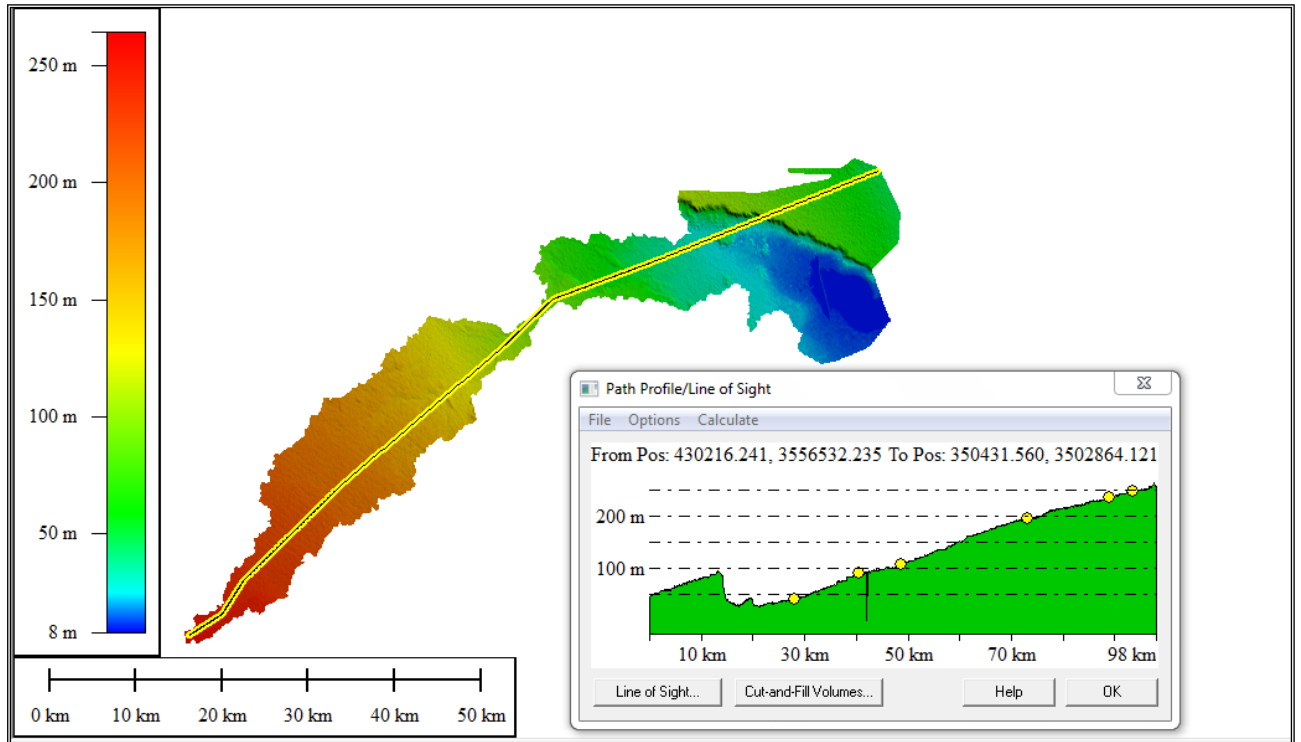 250 m
200 m
150 m
100 m
50 m
8 m
0 km 10 km 20 km 30 km 40 km 50 km
Path Profile/Line of Sight
File Options Calculate
From Pos: 430216.241, 3556532.235 To Pos: 350431.560, 3502864.121
200 m
100 m
10 km 30 km 50 km 70 km 98 km
Line of Sight... Cut-and-Fill Volumes... Help OK